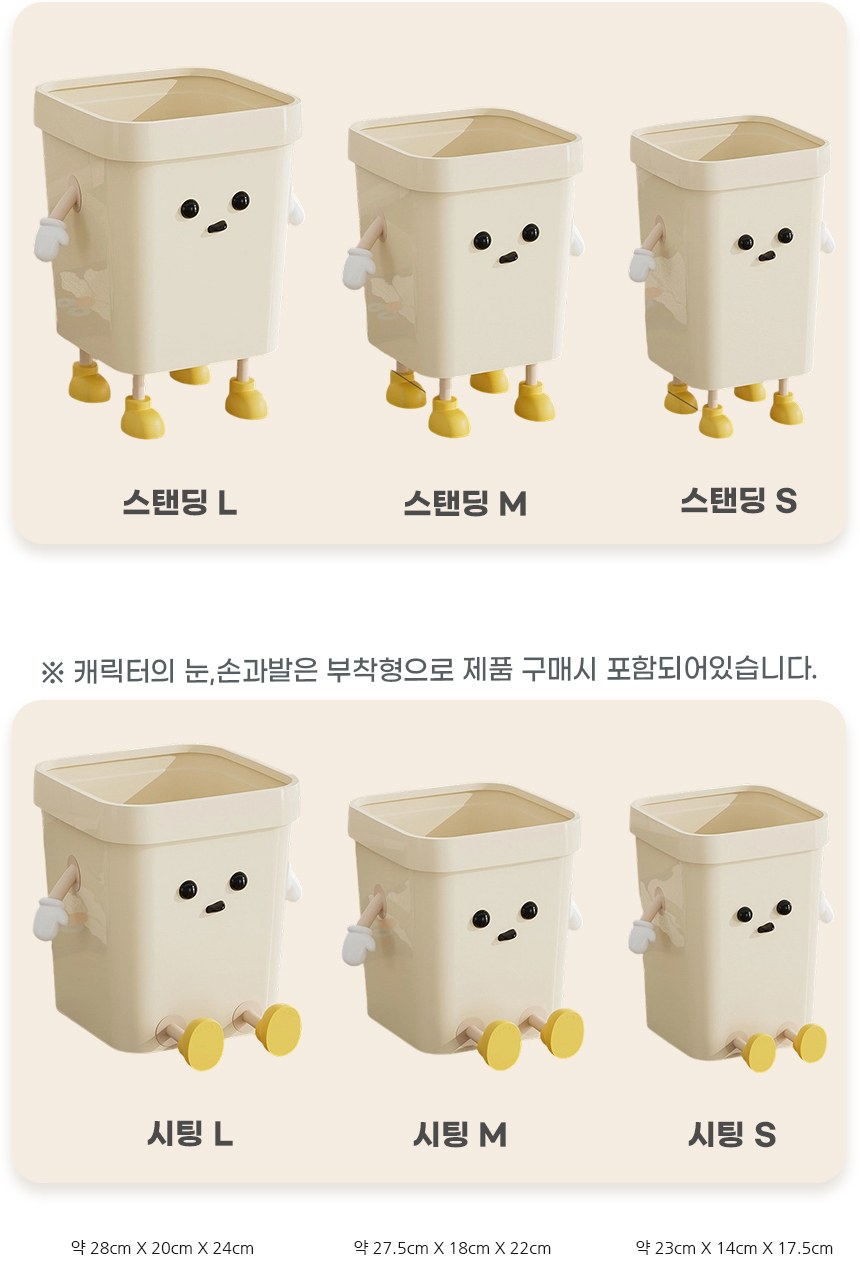 스탠딩 L
스탠딩 M
스탠딩 S
※ 캐릭터의 눈,손과발은 부착형으로 제품 구매시 포함되어있습니다.
시팅 L
시팅 M
시팅 S
약 28cm X 20cm X 24cm
약 27.5cm X 18cm X 22cm
약 23cm X 14cm X 17.5cm